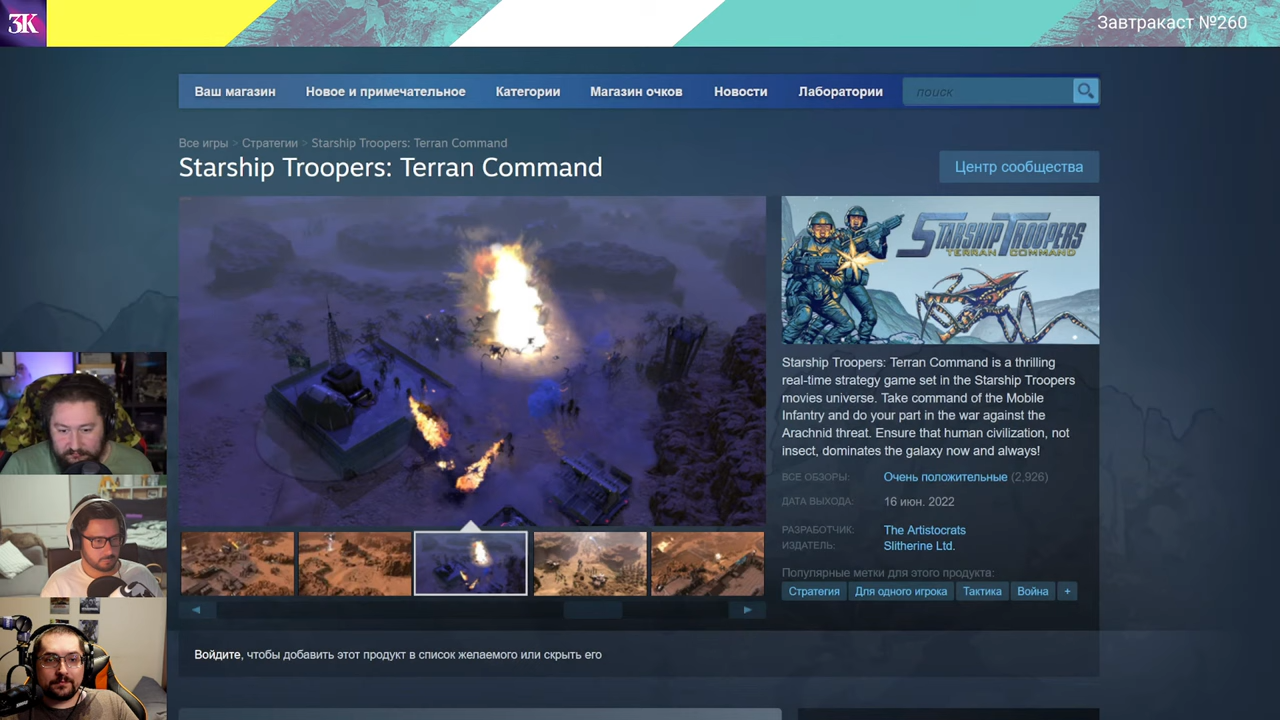 3K
Завтракаст №260
Ваш магазин
Новое и примечательное
Категории
Магазин очков
Новости
Лаборатории
поиск
Все игры > Стратегии > Starship Troopers: Terran Command
Starship Troopers: Terran Command
Центр сообщества
STARSHIP TROOPERS
TERRAN COMMAND
Starship Troopers: Terran Command is a thrilling
real-time strategy game set in the Starship Troopers
movies universe. Take command of the Mobile
Infantry and do your part in the war against the
Arachnid threat. Ensure that human civilization, not
insect, dominates the galaxy now and always!
ВСЕ ОБЗОРЫ: Очень положительные (2,926)
ДАТА ВЫХОДА: 16 июн. 2022
РАЗРАБОТЧИК: The Artistocrats
ИЗДАТЕЛЬ: Slitherine Ltd.
Популярные метки для этого продукта:
Стратегия Для одного игрока Тактика Война +
Войдите, чтобы добавить этот продукт в список желаемого или скрыть его